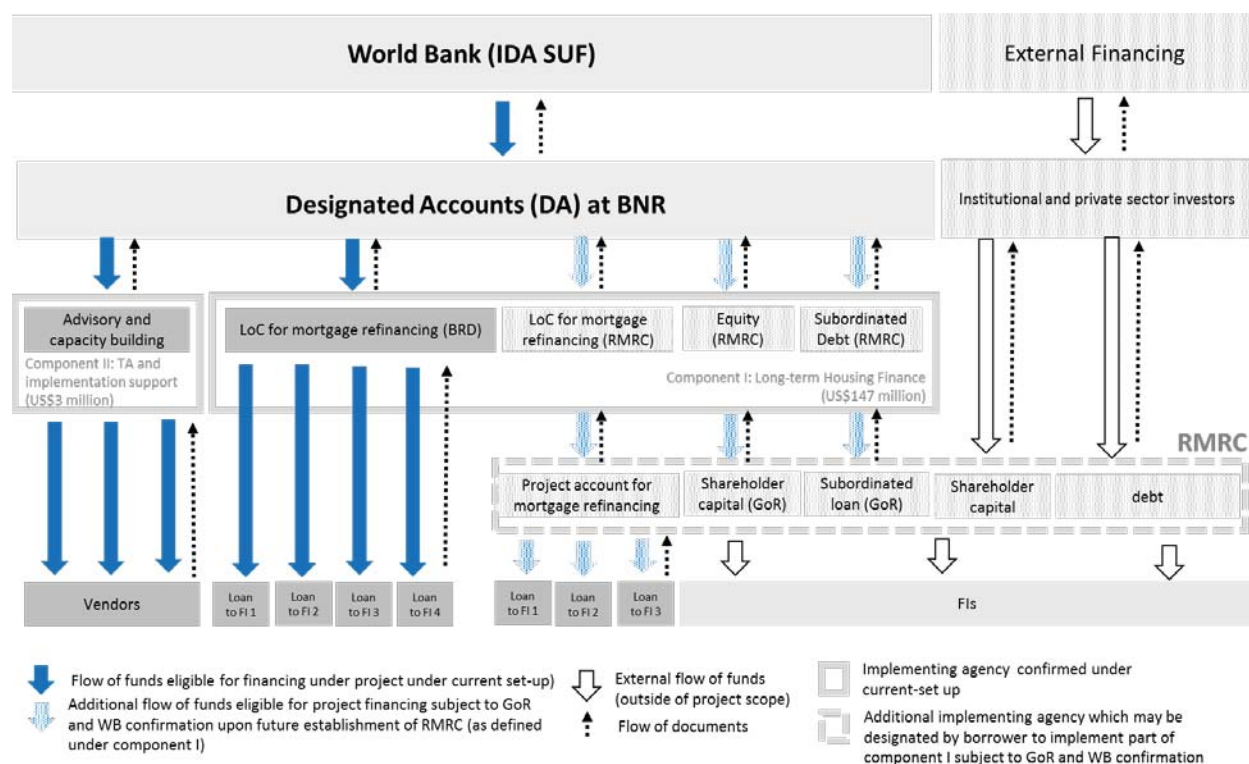 World Bank (IDA SUF)
External Financing
Designated Accounts (DA) at BNR
Institutional and private sector investors
Advisory and
capacity building
Component II: TA and
implementation support
(US$3 million)
LoC for mortgage refinancing (BRD)
LoC for mortgage
refinancing (RMRC)
Equity
(RMRC)
Subordinated
Debt (RMRC)
Component I: Long-term Housing Finance
(US$147 million)
RMRC
Project account for
mortgage refinancing
Shareholder
capital (GoR)
Subordinated
loan (GoR)
Shareholder
capital
debt
Vendors
Loan
to FI 1
Loan
to FI 2
Loan
to FI 3
Loan
to FI 4
Loan
to FI 1
Loan
to FI 2
Loan
to FI 3
FIs
Flow of funds eligible for financing under project under current set-up)
Additional flow of funds eligible for project financing subject to GoR
and WB confirmation upon future establishment of RMRC (as defined
under component I)
External flow of funds
(outside of project scope)
Flow of documents
Implementing agency confirmed under
current-set up
Additional implementing agency which may be
designated by borrower to implement part of
component I subject to GoR and WB confirmation